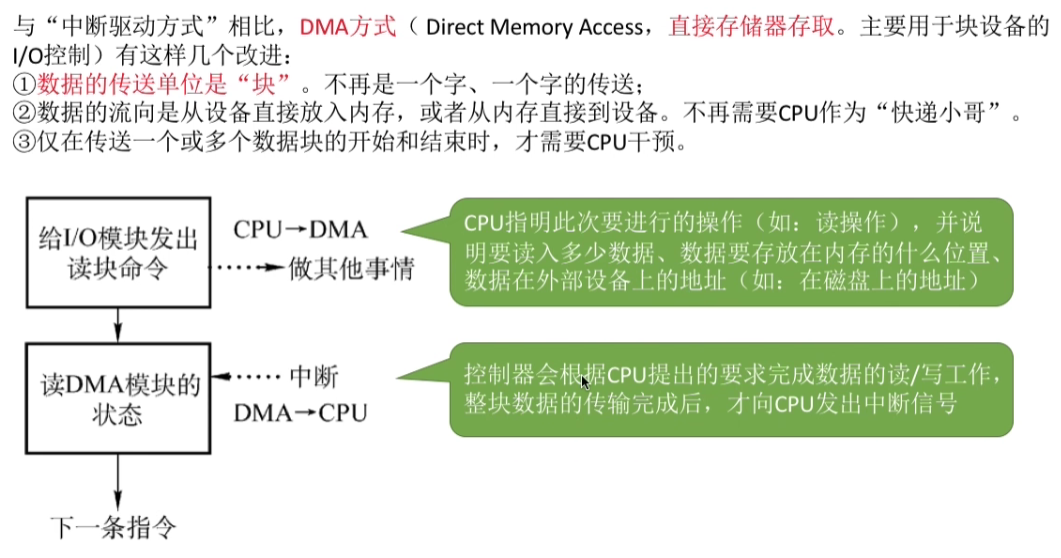 与“中断驱动方式”相比，DMA方式（ Direct Memory Access，直接存储器存取。主要用于块设备的
I/O控制）有这样几个改进：
①数据的传送单位是“块”。不再是一个字、一个字的传送；
②数据的流向是从设备直接放入内存，或者从内存直接到设备。不再需要CPU作为“快递小哥”。
③仅在传送一个或多个数据块的开始和结束时，才需要CPU干预。
给I/O模块发出
读块命令
CPU→DMA
做其他事情
CPU指明此次要进行的操作（如：读操作），并说
明要读入多少数据、数据要存放在内存的什么位置、
数据在外部设备上的地址（如：在磁盘上的地址）
读DMA模块的
状态
中断
DMA→CPU
控制器会根据CPU提出的要求完成数据的读/写工作，
整块数据的传输完成后，才向CPU发出中断信号
下一条指令